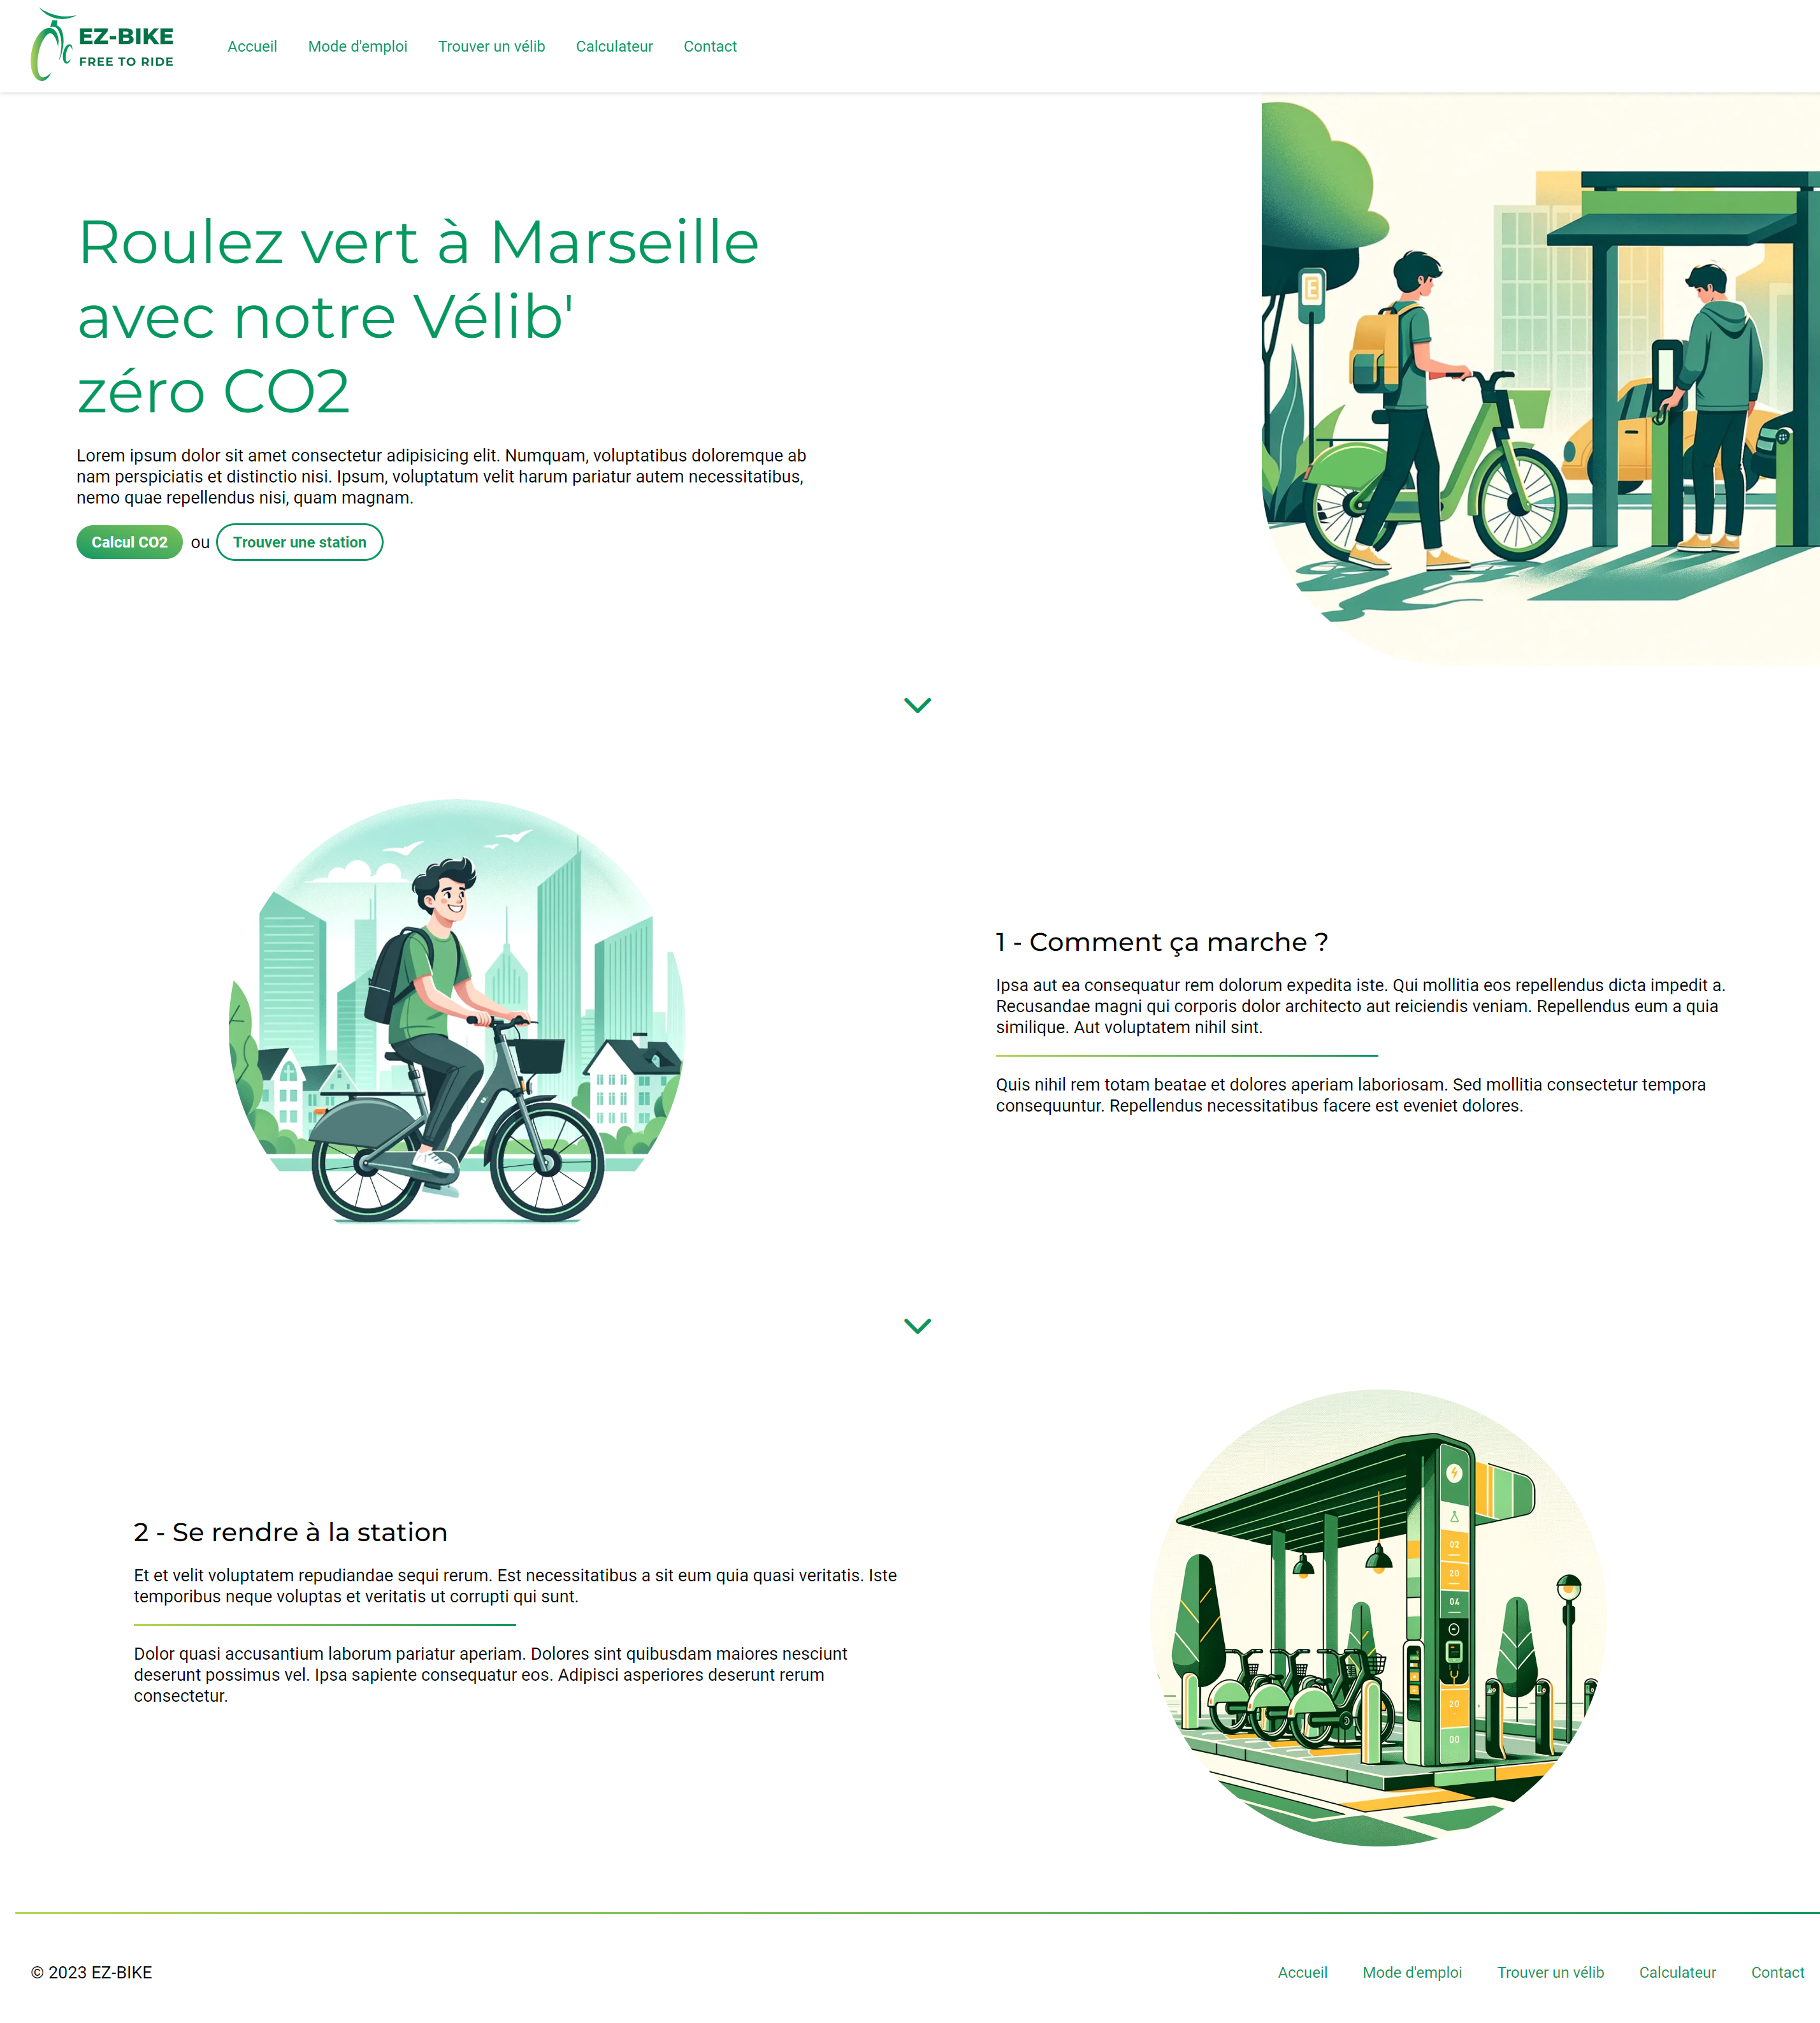 EZ-BIKE
FREE TO RIDE
Accueil Mode d'emploi Trouver un vélib Calculateur Contact
Roulez vert à Marseille
avec notre Vélib'
zéro CO2
Lorem ipsum dolor sit amet consectetur adipisicing elit. Numquam, voluptatibus doloremque ab
nam perspiciatis et distinctio nisi. Ipsum, voluptatum velit harum pariatur autem necessitatibus,
nemo quae repellendus nisi, quam magnam.
Calcul CO2 ou Trouver une station
E
1 - Comment ça marche ?
Ipsa aut ea consequatur rem dolorum expedita iste. Qui mollitia eos repellendus dicta impedit a.
Recusandae magni qui corporis dolor architecto aut reiciendis veniam. Repellendus eum a quia
similique. Aut voluptatem nihil sint.
Quis nihil rem totam beatae et dolores aperiam laboriosam. Sed mollitia consectetur tempora
consequuntur. Repellendus necessitatibus facere est eveniet dolores.
2 - Se rendre à la station
Et et velit voluptatem repudiandae sequi rerum. Est necessitatibus a sit eum quia quasi veritatis. Iste
temporibus neque voluptas et veritatis ut corrupti qui sunt.
Dolor quasi accusantium laborum pariatur aperiam. Dolores sint quibusdam maiores nesciunt
deserunt possimus vel. Ipsa sapiente consequatur eos. Adipisci asperiores deserunt rerum
consectetur.
02
20
04
20
00
© 2023 EZ-BIKE
Accueil Mode d'emploi Trouver un vélib Calculateur Contact